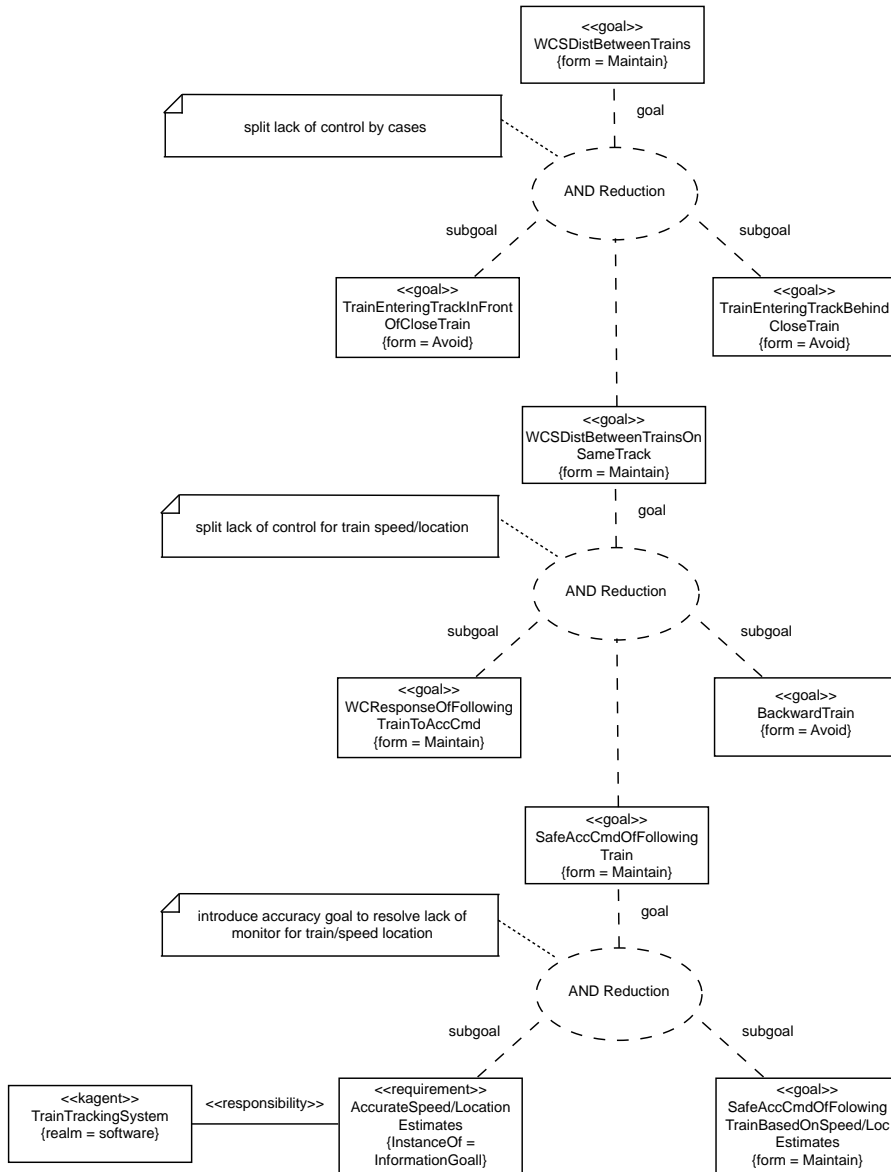 <<goal>>
WCSDistBetweenTrains
{form = Maintain}
goal
split lack of control by cases
AND Reduction
subgoal
subgoal
<<goal>>
TrainEnteringTrackInFront
OfCloseTrain
{form = Avoid}
<<goal>>
TrainEnteringTrackBehind
CloseTrain
{form = Avoid}
<<goal>>
WCSDistBetweenTrainsOn
SameTrack
{form = Maintain}
goal
split lack of control for train speed/location
AND Reduction
subgoal
subgoal
<<goal>>
WCResponseOfFollowing
TrainToAccCmd
{form = Maintain}
<<goal>>
BackwardTrain
{form = Avoid}
<<goal>>
SafeAccCmdOfFollowing
Train
{form = Maintain}
goal
introduce accuracy goal to resolve lack of
monitor for train/speed location
AND Reduction
subgoal
subgoal
<<kagent>>
TrainTrackingSystem
{realm = software}
<<responsibility>>
<<requirement>>
AccurateSpeed/Location
Estimates
{InstanceOf =
InformationGoall}
<<goal>>
SafeAccCmdOfFolowing
TrainBasedOnSpeed/Loc
Estimates
{form = Maintain}